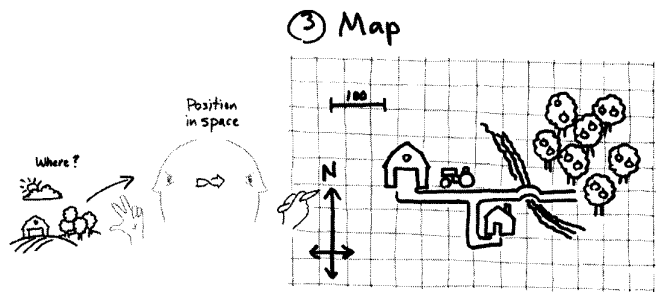 ③ Map
Position
in space
Where?
100
N